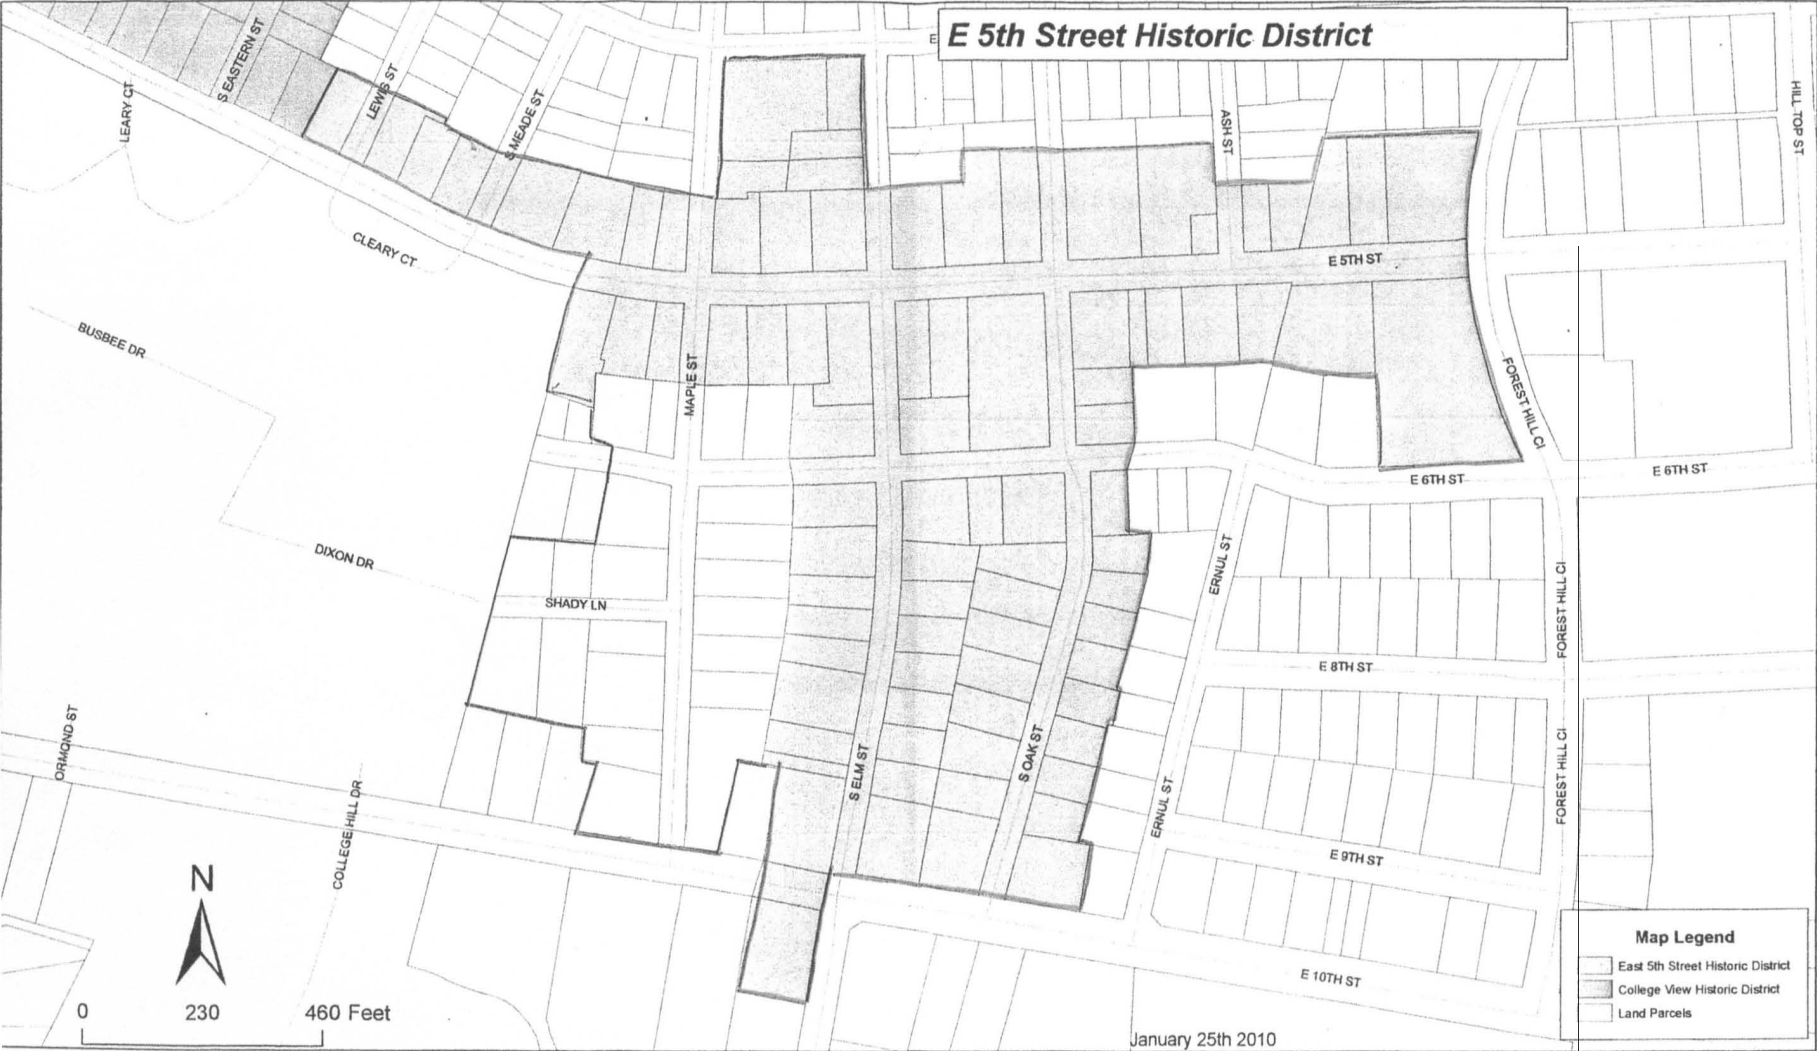 E 5th Street Historic District
E
S EASTERN ST
LEARY CT
LEWIS ST
S MEADE ST
ASH ST
HILL TOP ST
CLEARY CT
E 5TH ST
BUSBEE DR
MAPLE ST
FOREST HILL CI
E 6TH ST
E 6TH ST
DIXON DR
ERNUL ST
SHADY LN
FOREST HILL CI
E 8TH ST
ORMOND ST
S ELM ST
S OAK ST
FOREST HILL CI
COLLEGE HILL DR
ERNUL ST
E 9TH ST
N
E 10TH ST
Map Legend
East 5th Street Historic District
College View Historic District
Land Parcels
0 230 460 Feet
January 25th 2010